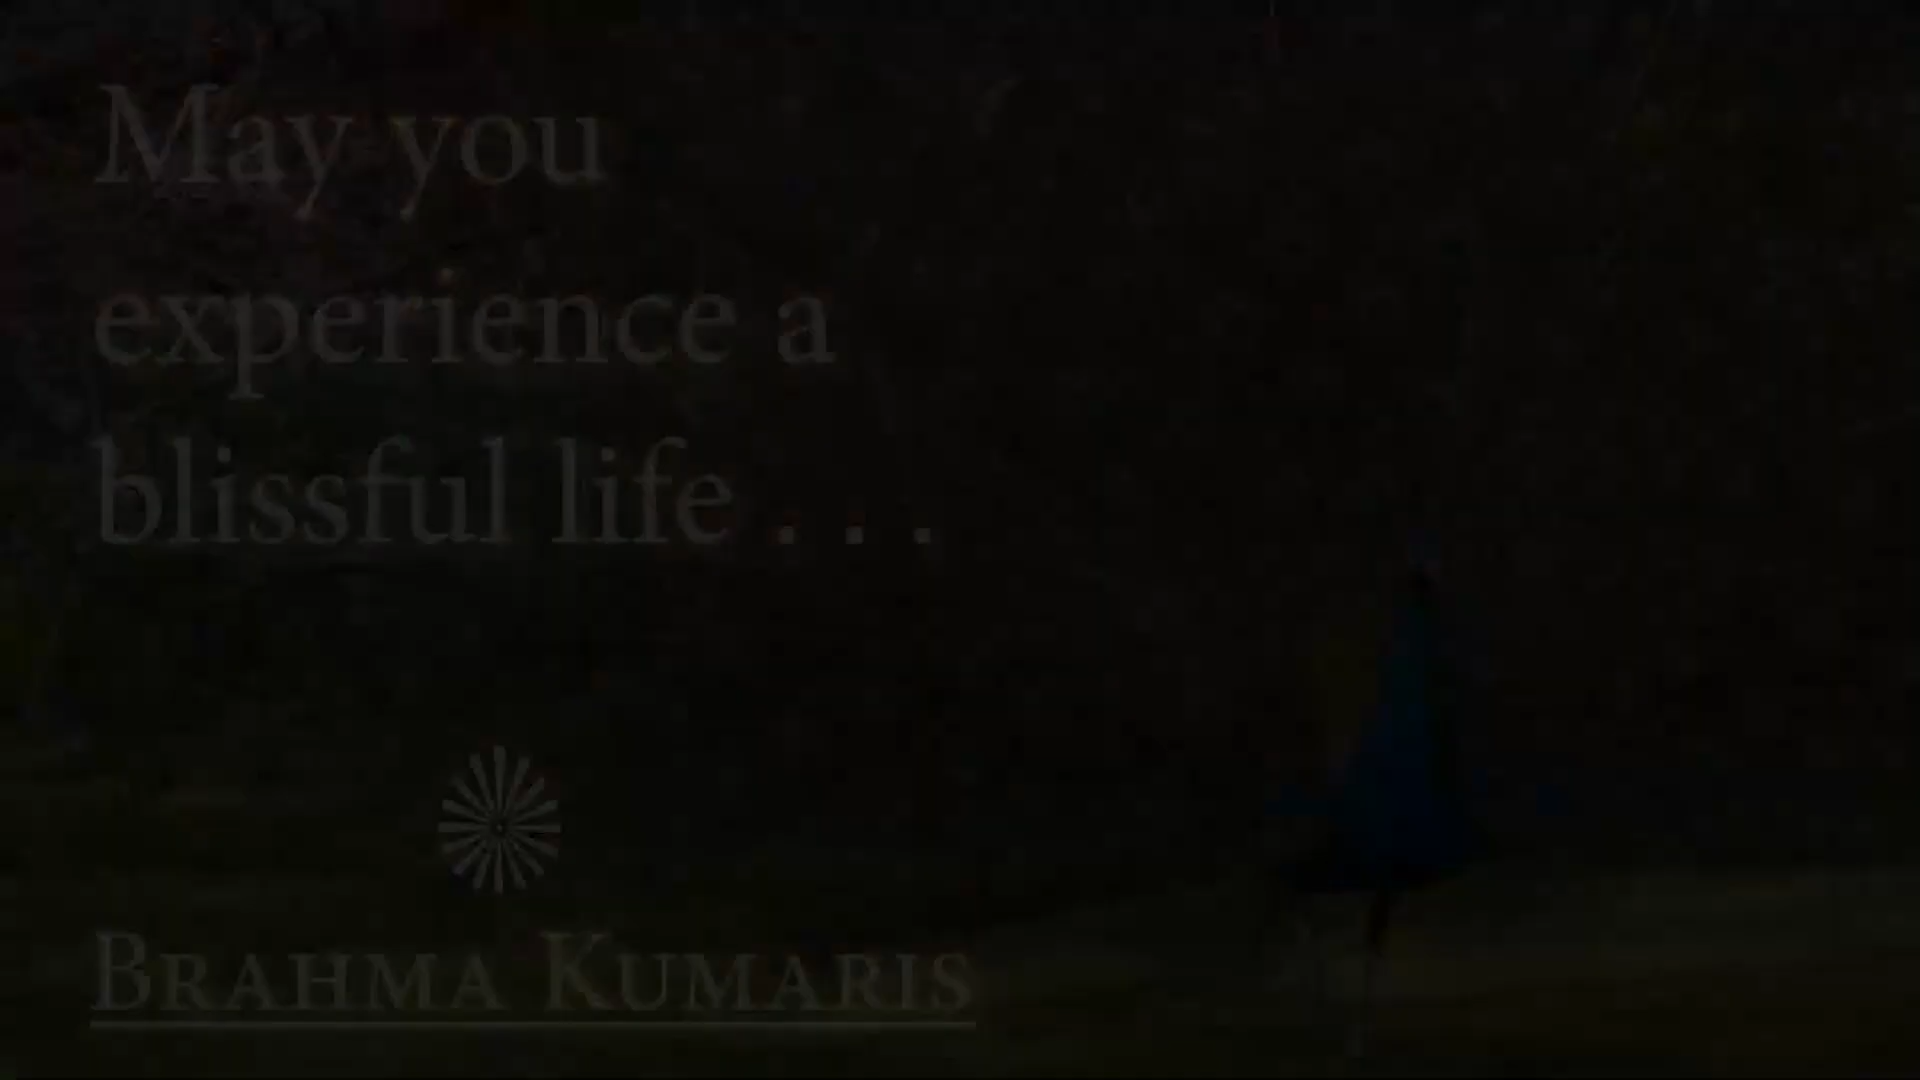 May you
experience a
blissful life . . .
BRAHMA KUMARIS